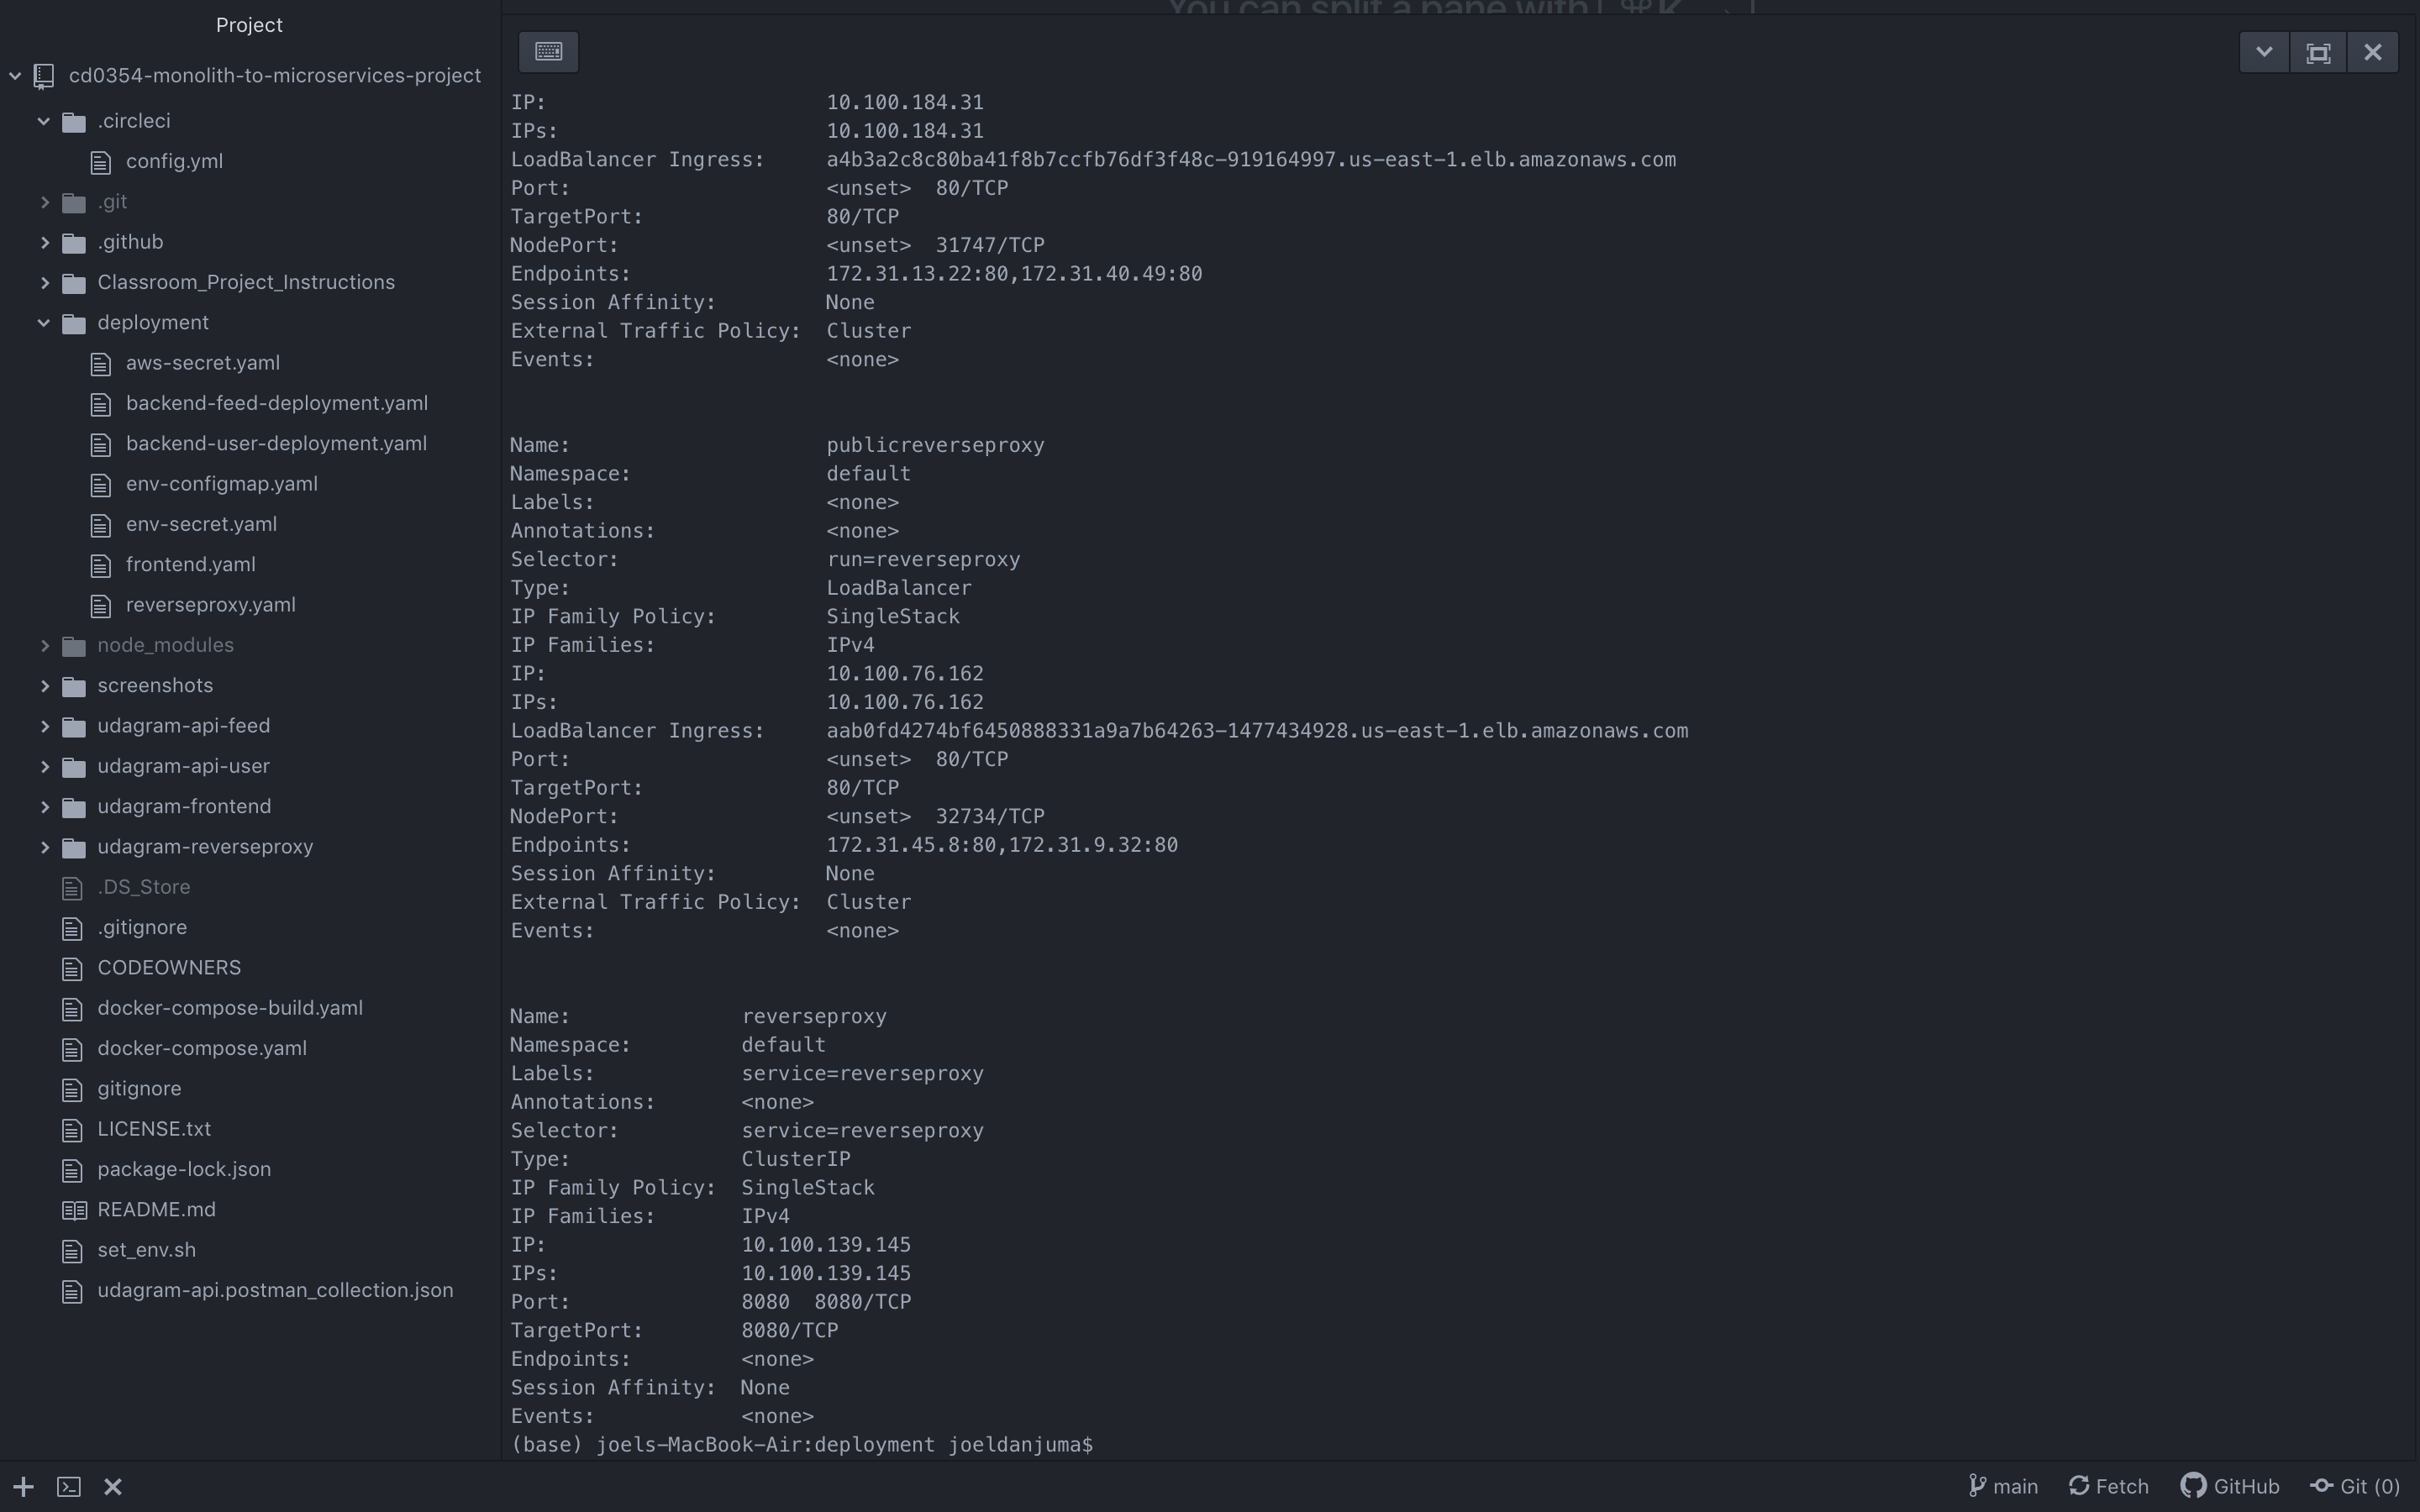 Project
You can split a pane with ⌘K
cd0354-monolith-to-microservices-project
.circleci
config.yml
.git
.github
Classroom_Project_Instructions
deployment
aws-secret.yaml
backend-feed-deployment.yaml
backend-user-deployment.yaml
env-configmap.yaml
env-secret.yaml
frontend.yaml
reverseproxy.yaml
node_modules
screenshots
udagram-api-feed
udagram-api-user
udagram-frontend
udagram-reverseproxy
.DS_Store
.gitignore
CODEOWNERS
docker-compose-build.yaml
docker-compose.yaml
gitignore
LICENSE.txt
package-lock.json
README.md
set_env.sh
udagram-api.postman_collection.json
IP: 10.100.184.31
IPs: 10.100.184.31
LoadBalancer Ingress: a4b3a2c8c80ba41f8b7ccfb76df3f48c-919164997.us-east-1.elb.amazonaws.com
Port: <unset> 80/TCP
TargetPort: 80/TCP
NodePort: <unset> 31747/TCP
Endpoints: 172.31.13.22:80,172.31.40.49:80
Session Affinity: None
External Traffic Policy: Cluster
Events: <none>
Name: publicreverseproxy
Namespace: default
Labels: <none>
Annotations: <none>
Selector: run=reverseproxy
Type: LoadBalancer
IP Family Policy: SingleStack
IP Families: IPv4
IP: 10.100.76.162
IPs: 10.100.76.162
LoadBalancer Ingress: aab0fd4274bf6450888331a9a7b64263-1477434928.us-east-1.elb.amazonaws.com
Port: <unset> 80/TCP
TargetPort: 80/TCP
NodePort: <unset> 32734/TCP
Endpoints: 172.31.45.8:80,172.31.9.32:80
Session Affinity: None
External Traffic Policy: Cluster
Events: <none>
Name: reverseproxy
Namespace: default
Labels: service=reverseproxy
Annotations: <none>
Selector: service=reverseproxy
Type: ClusterIP
IP Family Policy: SingleStack
IP Families: IPv4
IP: 10.100.139.145
IPs: 10.100.139.145
Port: 8080 8080/TCP
TargetPort: 8080/TCP
Endpoints: <none>
Session Affinity: None
Events: <none>
(base) joels-MacBook-Air:deployment joeldanjuma$
main Fetch GitHub Git (0)